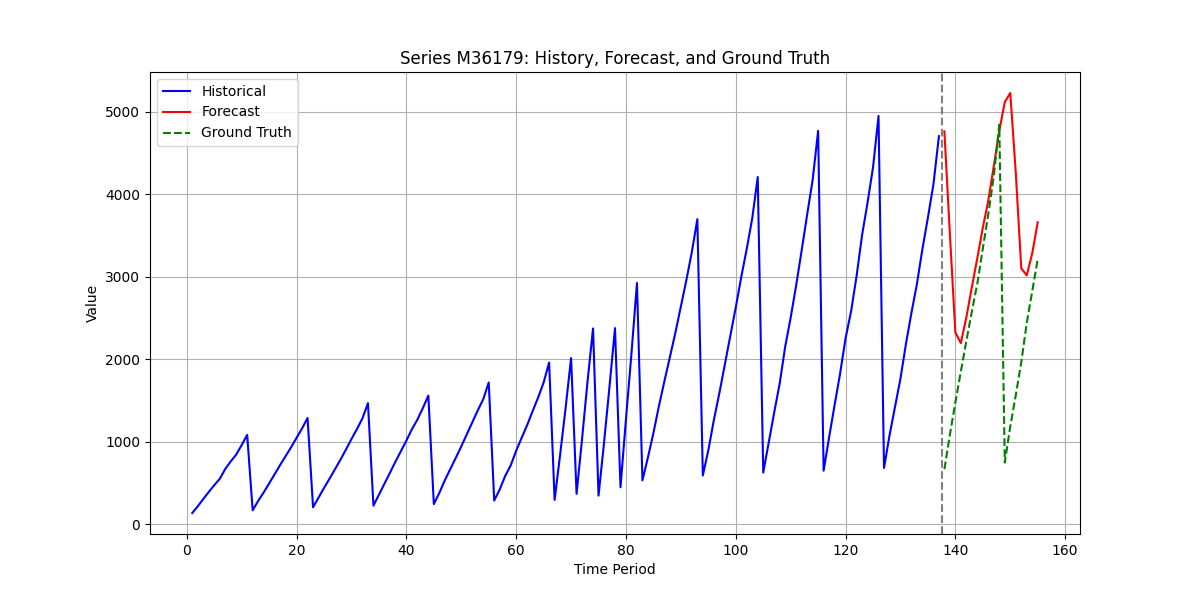 Series M36179: History, Forecast, and Ground Truth
Historical
Forecast
Ground Truth
5000
4000
3000
2000
1000
0
Value
0 20 40 60 80 100 120 140 160
Time Period